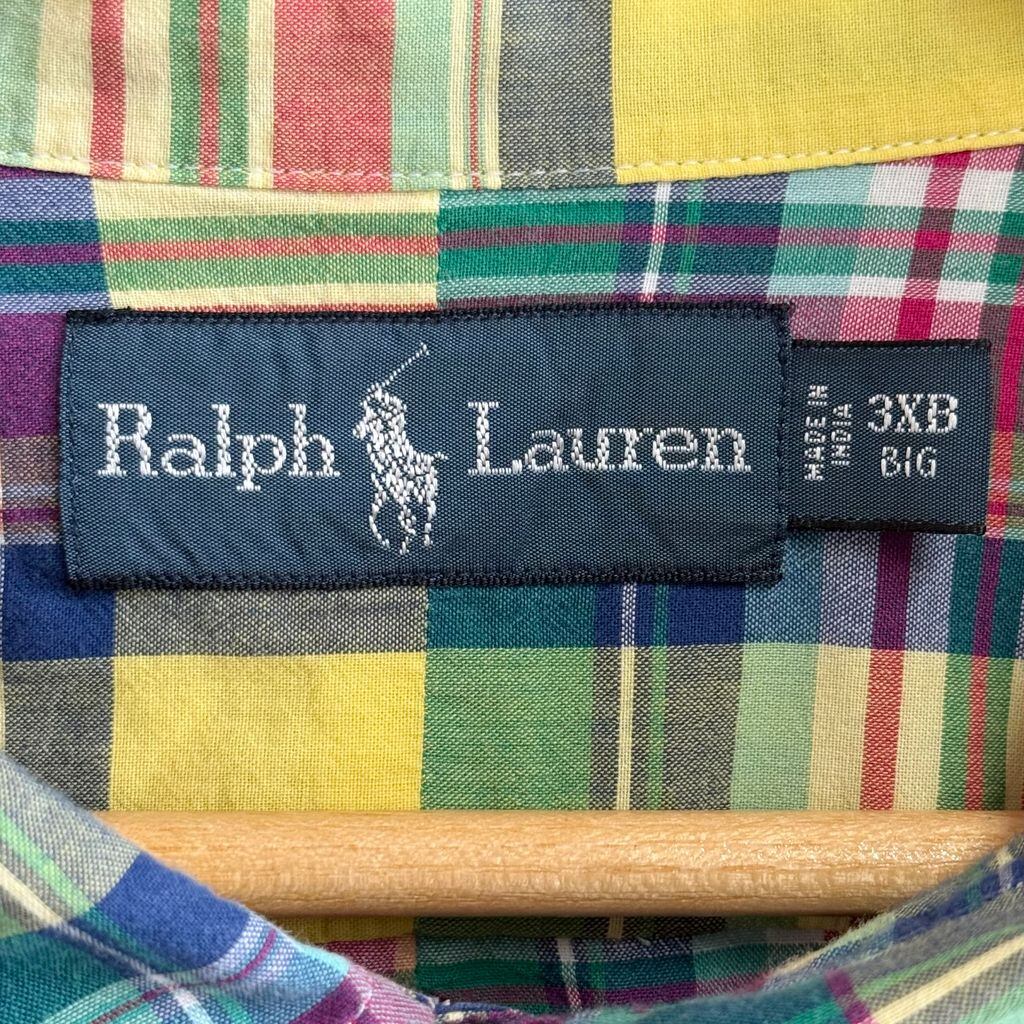 Ralph Lauren
MADE IN
INDIA
3XB
BIG